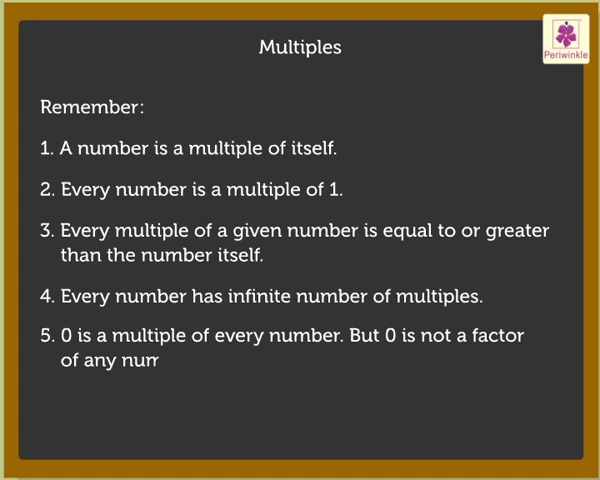 Multiples
Periwinkle
Remember:
1. A number is a multiple of itself.
2. Every number is a multiple of 1.
3. Every multiple of a given number is equal to or greater
than the number itself.
4. Every number has infinite number of multiples.
5. 0 is a multiple of every number. But 0 is not a factor
of any